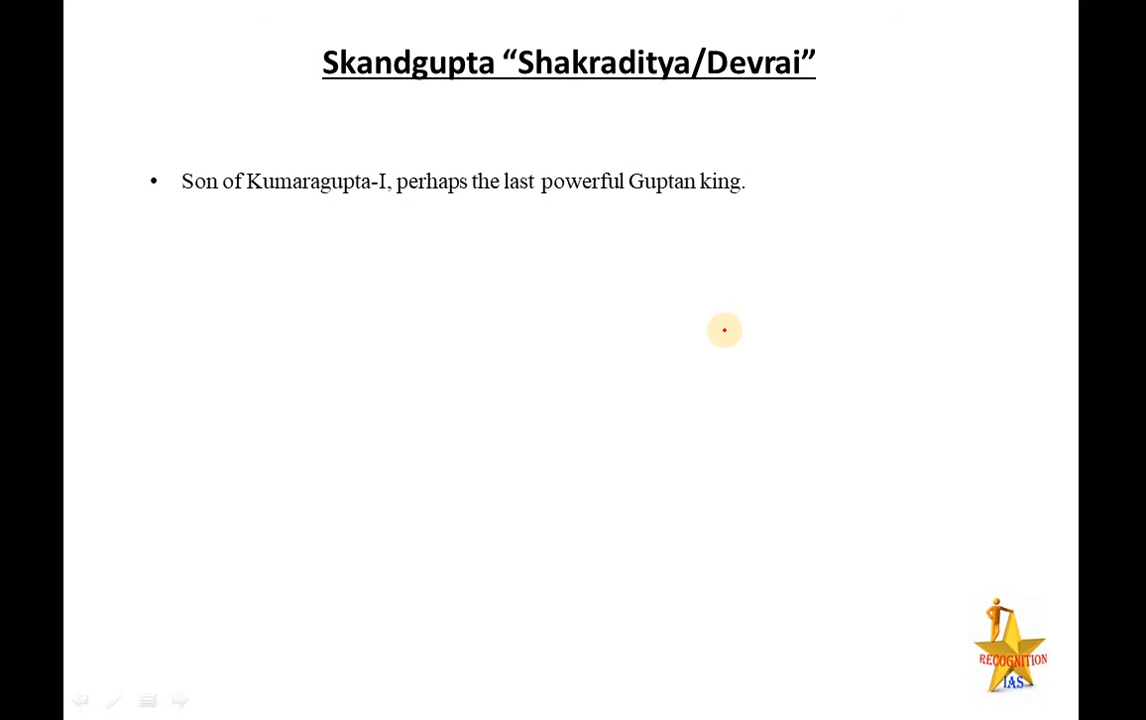 Skandgupta “Shakraditya/Devrai”
• Son of Kumaragupta-I, perhaps the last powerful Guptan king.
RECOGNITION
IAS